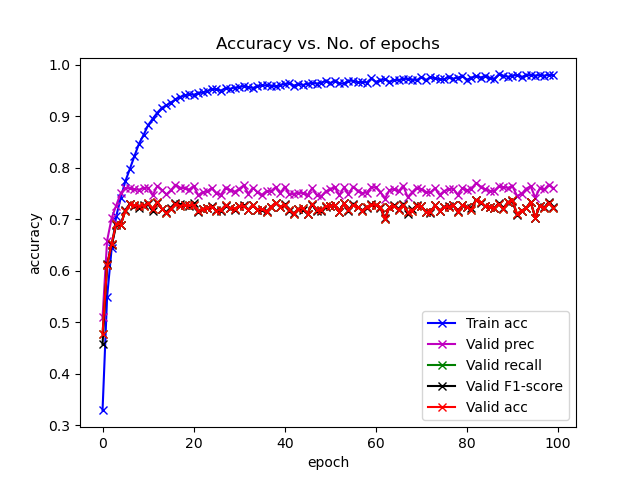 Accuracy vs. No. of epochs
1.0
0.9
0.8
0.7
0.6
0.5
0.4
0.3
accuracy
0 20 40 60 80 100
epoch
Train acc
Valid prec
Valid recall
Valid F1-score
Valid acc